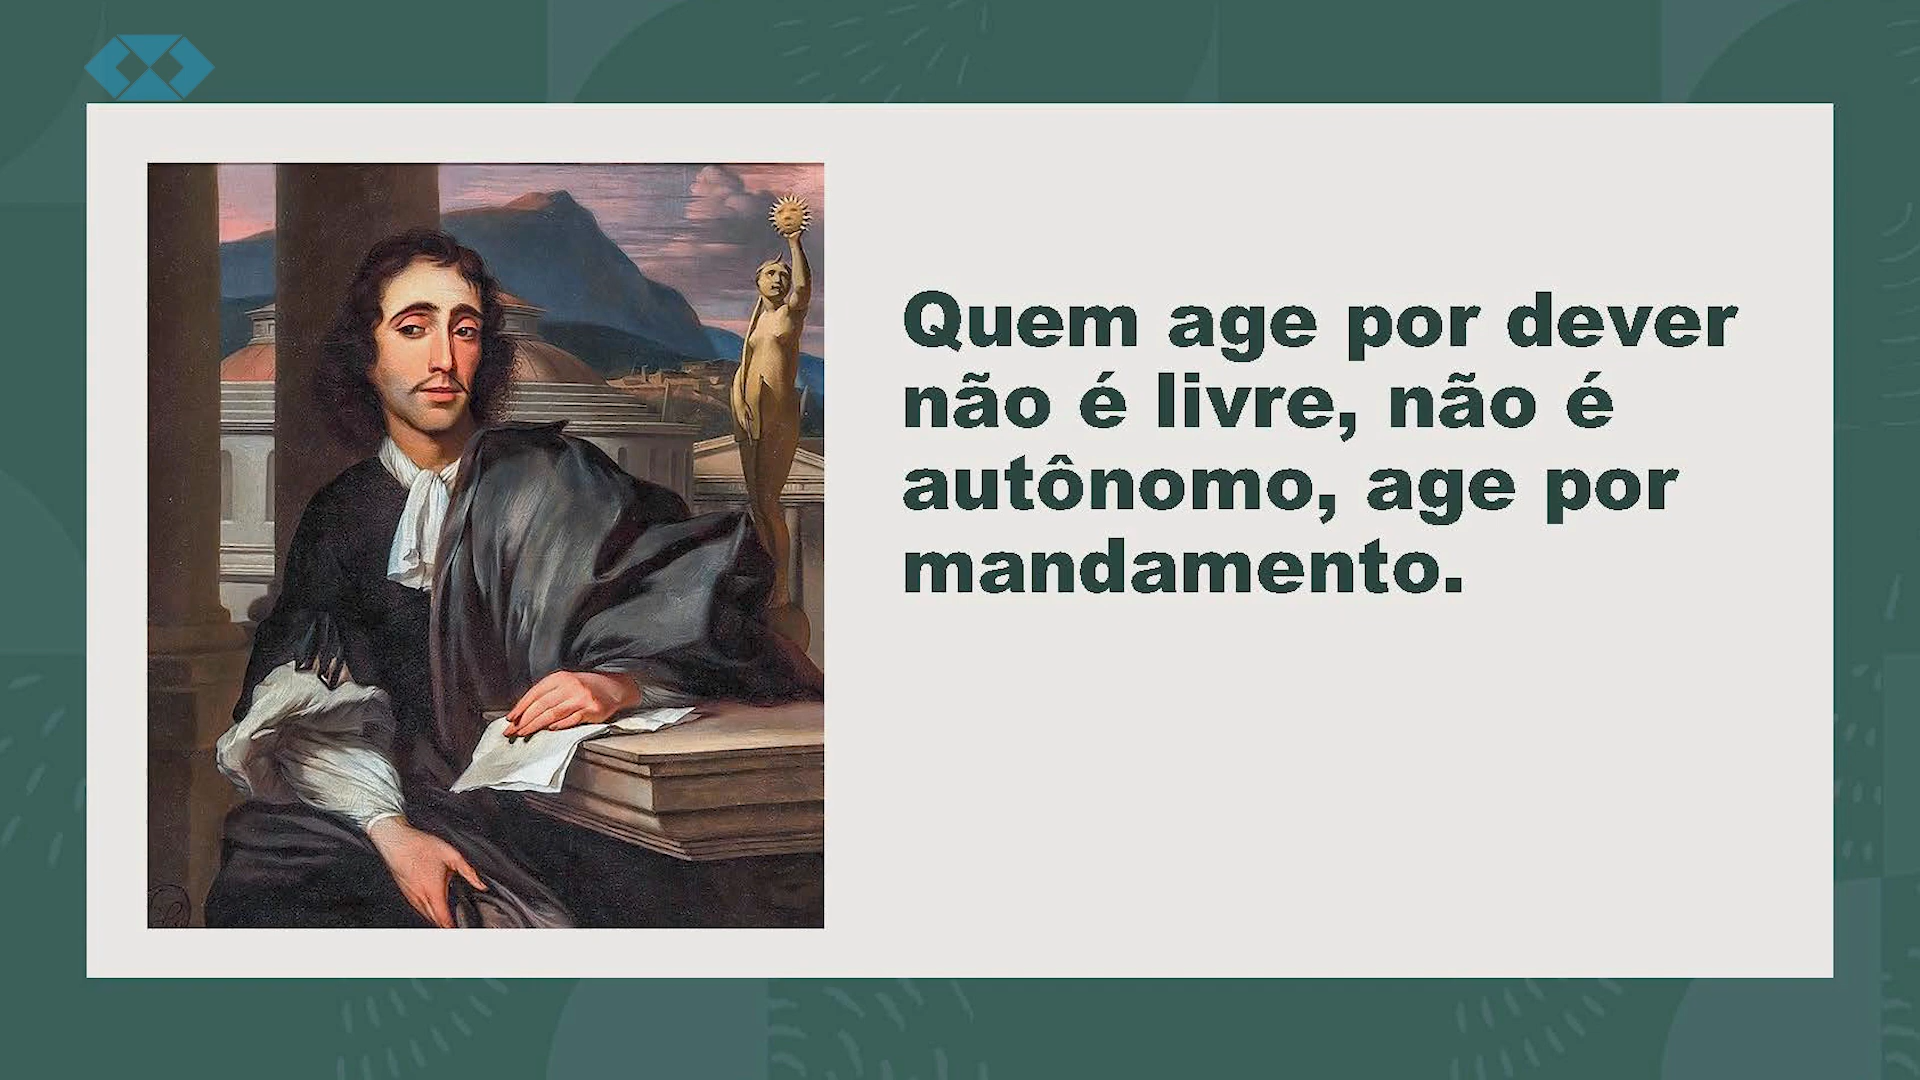 Quem age por dever
não é livre, não é
autônomo, age por
mandamento.